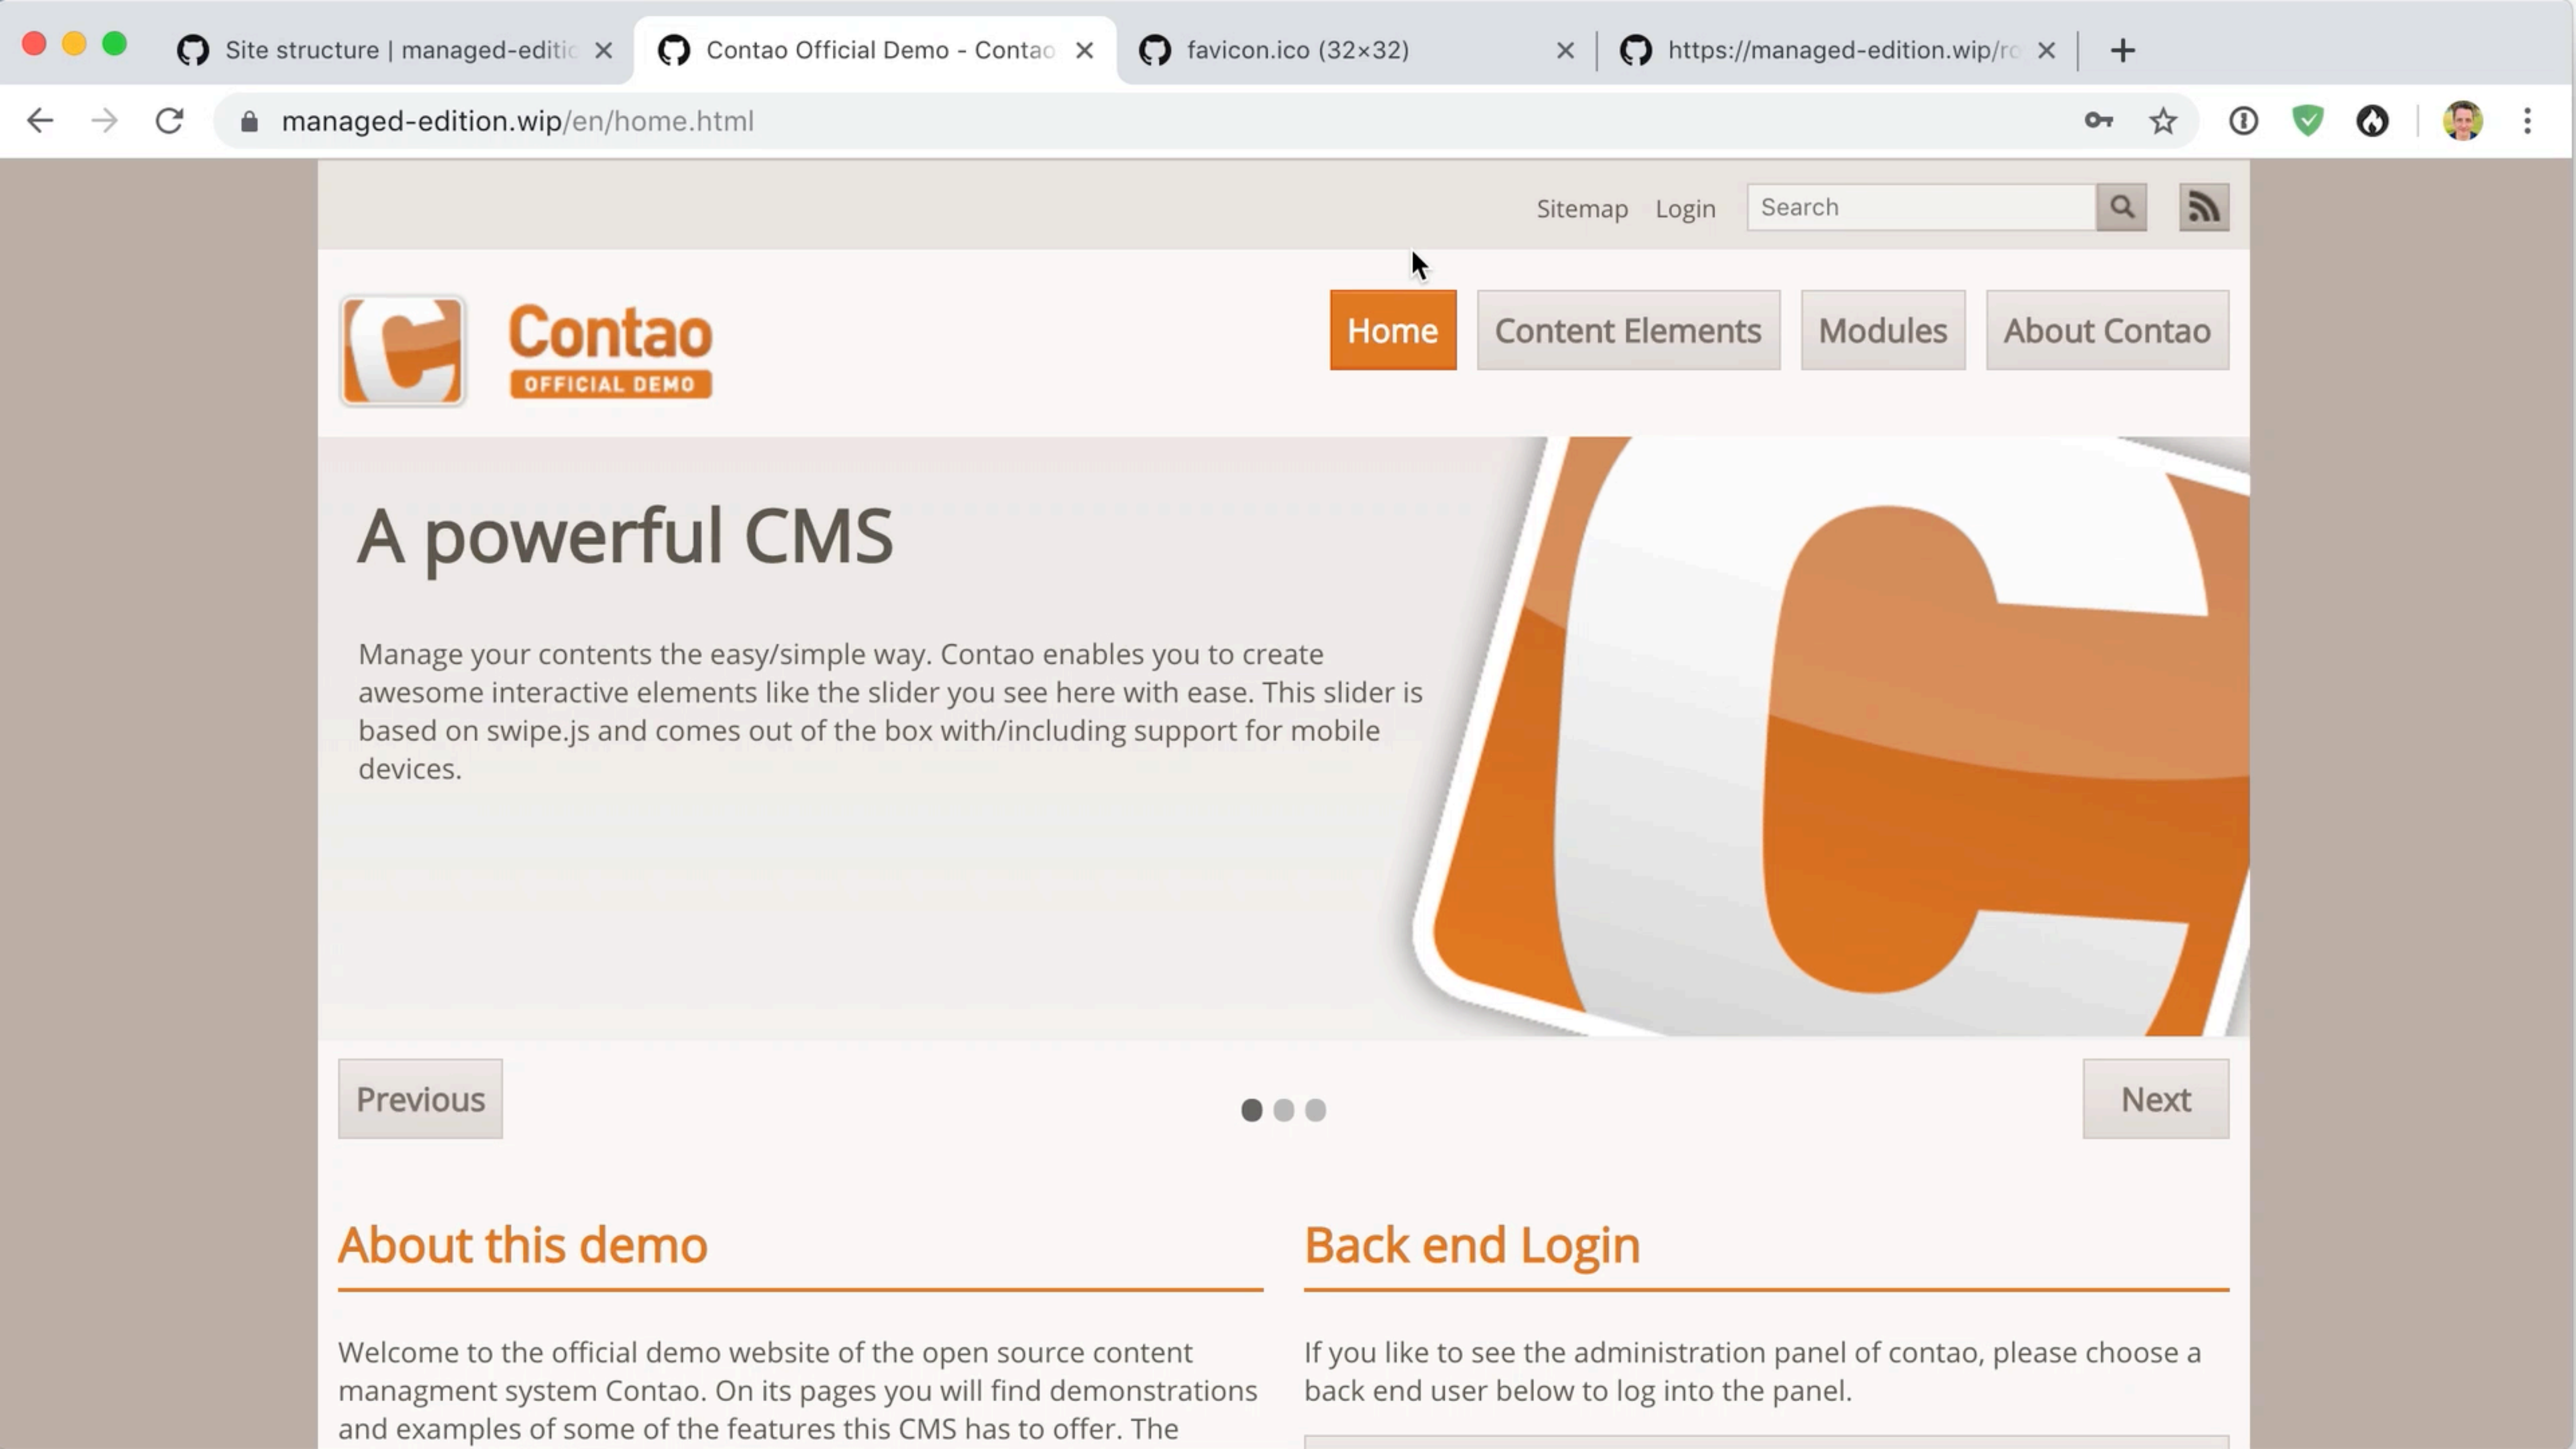 Site structure | managed-editic
Contao Official Demo - Contao
favicon.ico (32×32)
https://managed-edition.wip/ro
managed-edition.wip/en/home.html
Sitemap Login Search
Contao
OFFICIAL DEMO
Home Content Elements Modules About Contao
A powerful CMS
Manage your contents the easy/simple way. Contao enables you to create
awesome interactive elements like the slider you see here with ease. This slider is
based on swipe.js and comes out of the box with/including support for mobile
devices.
Previous
Next
About this demo
Welcome to the official demo website of the open source content
managment system Contao. On its pages you will find demonstrations
and examples of some of the features this CMS has to offer. The
Back end Login
If you like to see the administration panel of contao, please choose a
back end user below to log into the panel.